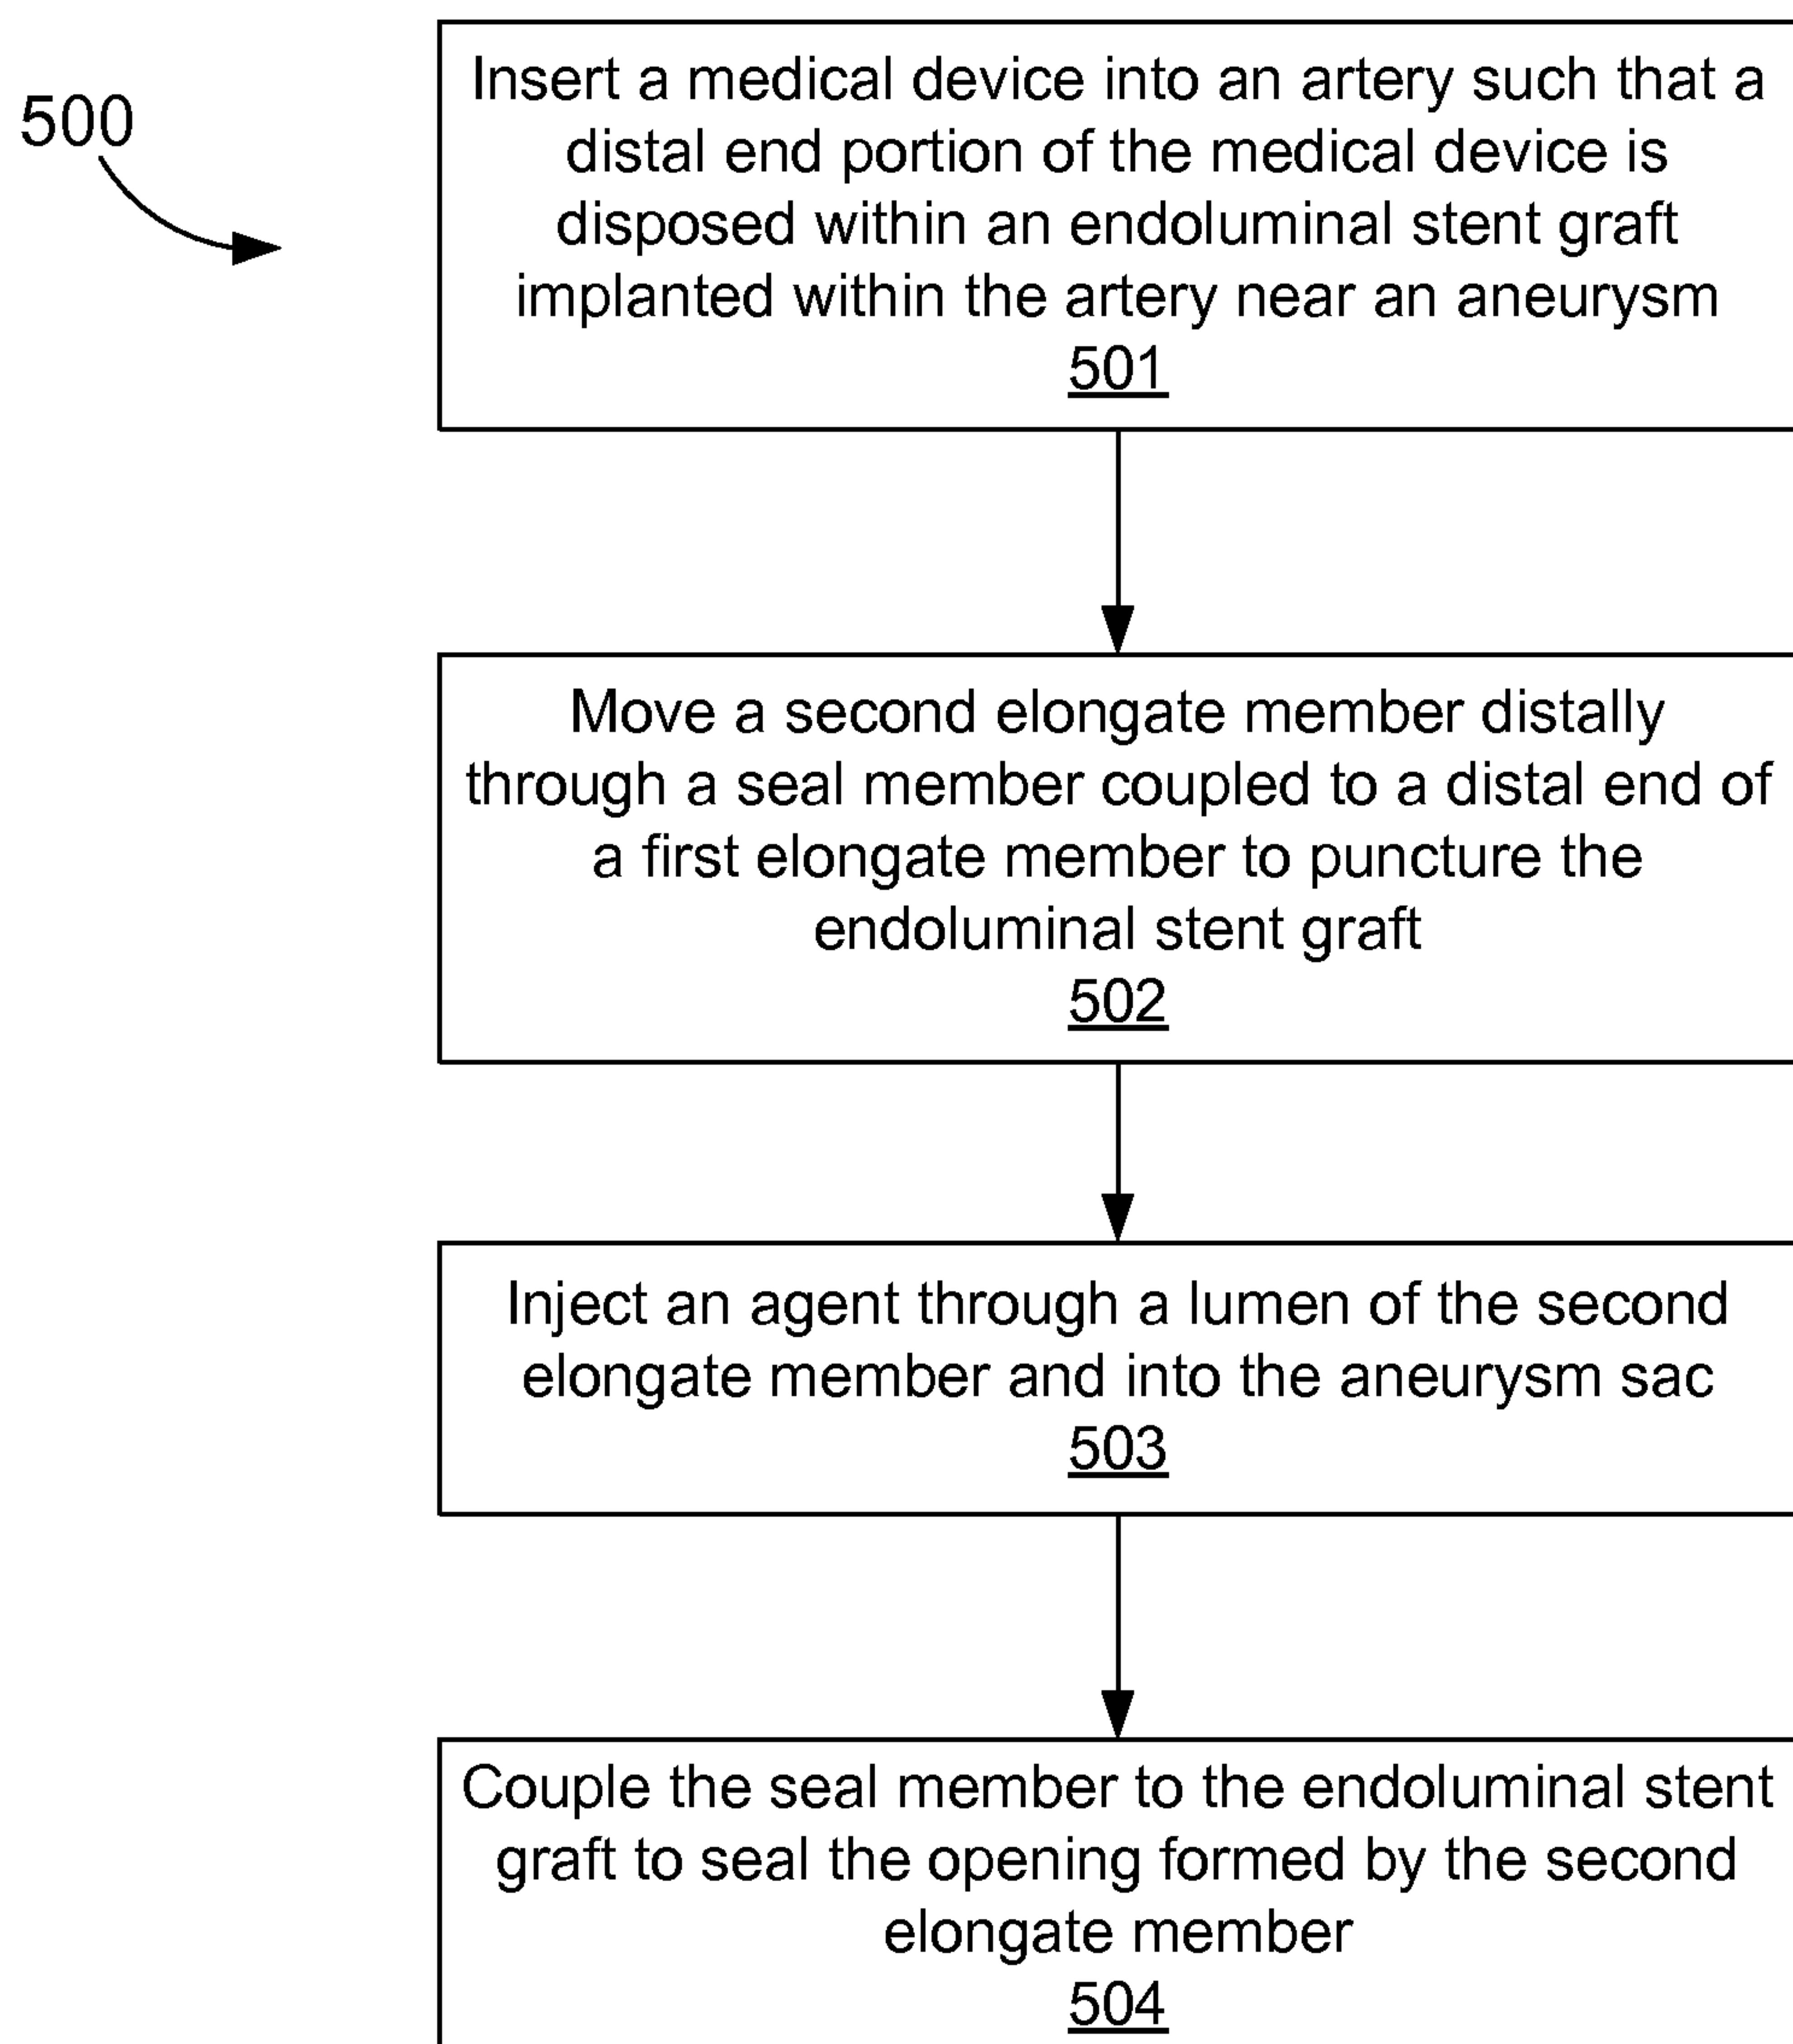 500
Insert a medical device into an artery such that a
distal end portion of the medical device is
disposed within an endoluminal stent graft
implanted within the artery near an aneurysm
501
Move a second elongate member distally
through a seal member coupled to a distal end of
a first elongate member to puncture the
endoluminal stent graft
502
Inject an agent through a lumen of the second
elongate member and into the aneurysm sac
503
Couple the seal member to the endoluminal stent
graft to seal the opening formed by the second
elongate member
504